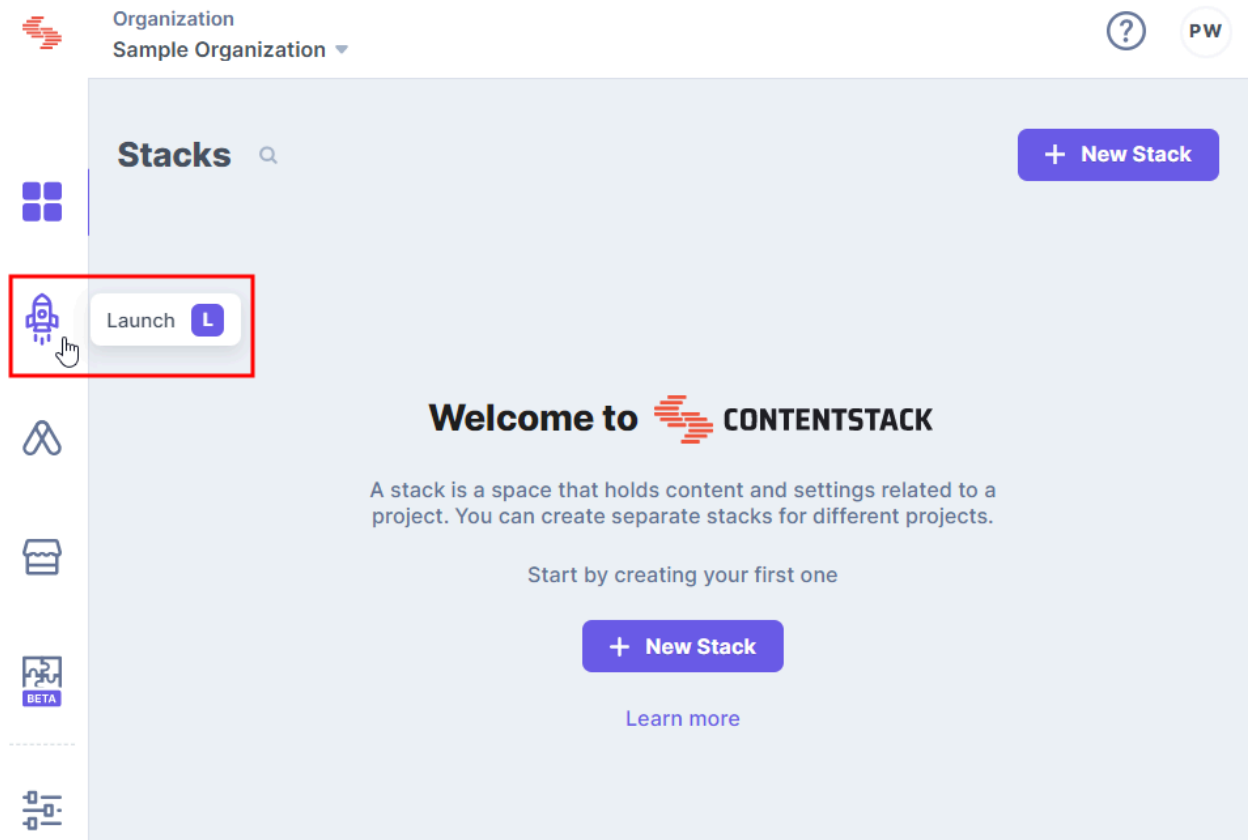 Organization
Sample Organization
?
PW
Stacks
+ New Stack
Launch L
Welcome to CONTENTSTACK
A stack is a space that holds content and settings related to a
project. You can create separate stacks for different projects.
Start by creating your first one
+ New Stack
BETA
Learn more